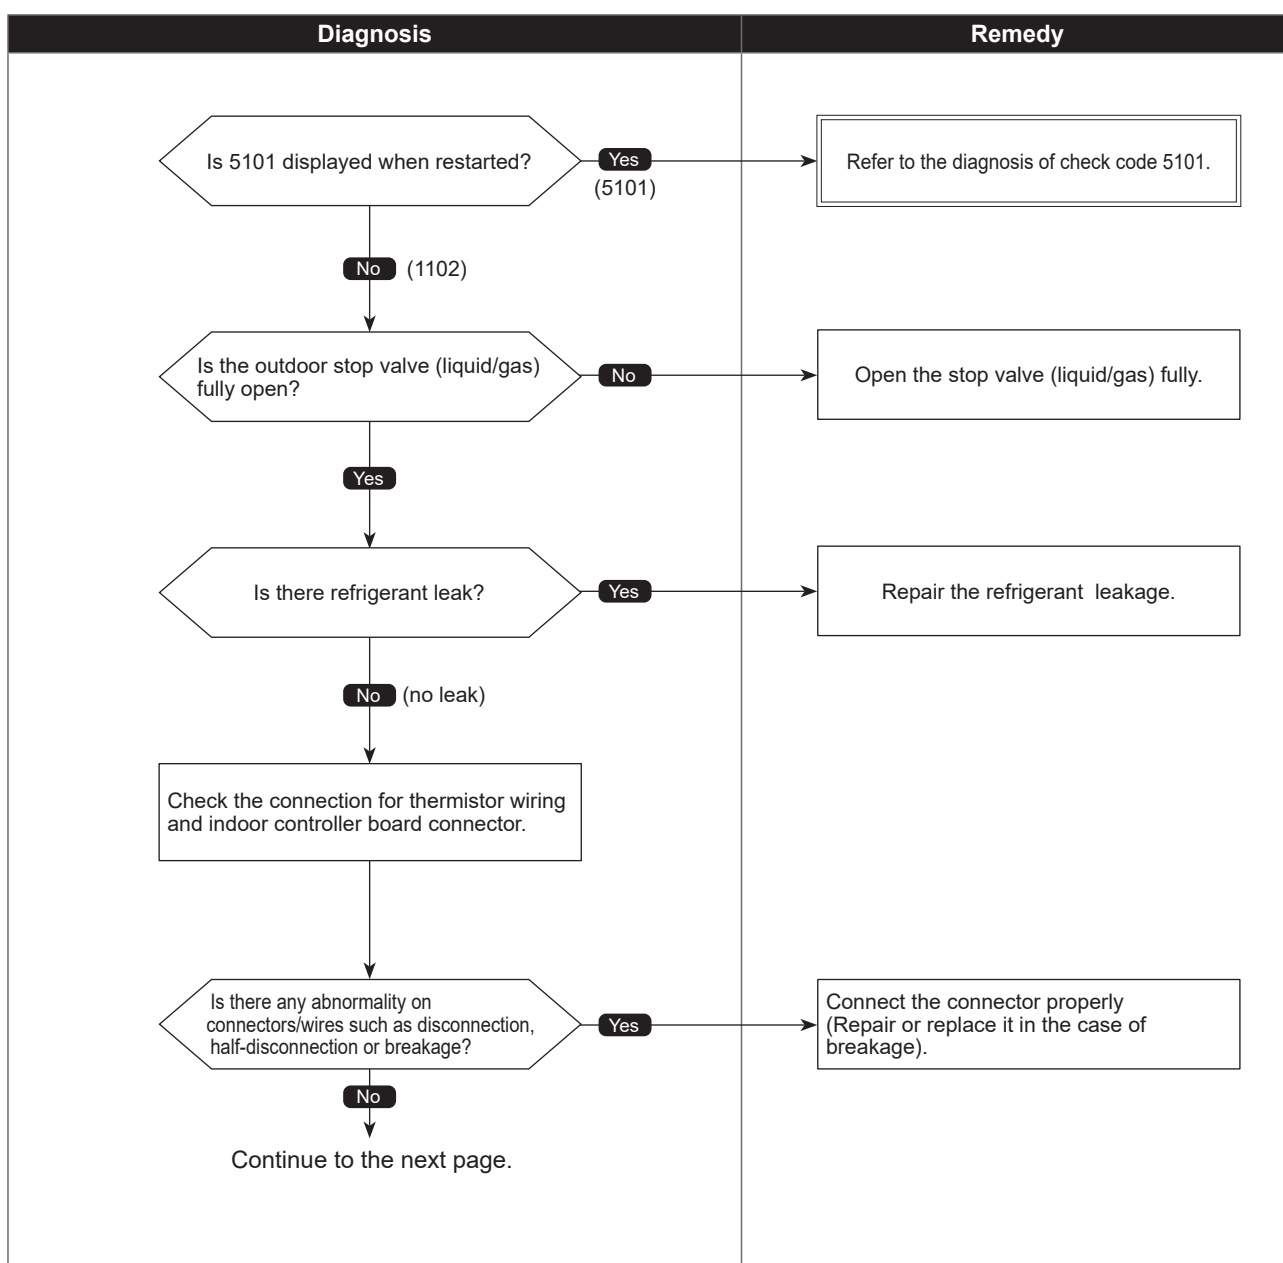 Diagnosis
Remedy
Is 5101 displayed when restarted?
Yes
(5101)
Refer to the diagnosis of check code 5101.
No (1102)
Is the outdoor stop valve (liquid/gas)
fully open?
No
Open the stop valve (liquid/gas) fully.
Yes
Is there refrigerant leak?
Yes
Repair the refrigerant leakage.
No (no leak)
Check the connection for thermistor wiring
and indoor controller board connector.
Is there any abnormality on
connectors/wires such as disconnection,
half-disconnection or breakage?
Yes
Connect the connector properly
(Repair or replace it in the case of
breakage).
No
Continue to the next page.